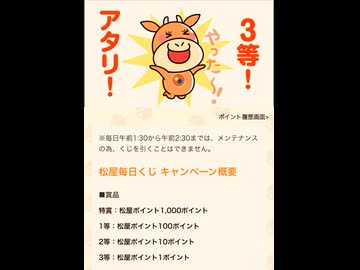 アタリ！
やった〜！
3等！
ポイント履歴画面>
※毎日午前1:30から午前2:30までは、メンテナンス
の為、くじを引くことはできません。
松屋毎日くじ キャンペーン概要
■賞品
特賞：松屋ポイント1,000ポイント
1等：松屋ポイント100ポイント
2等：松屋ポイント10ポイント
3等：松屋ポイント1ポイント